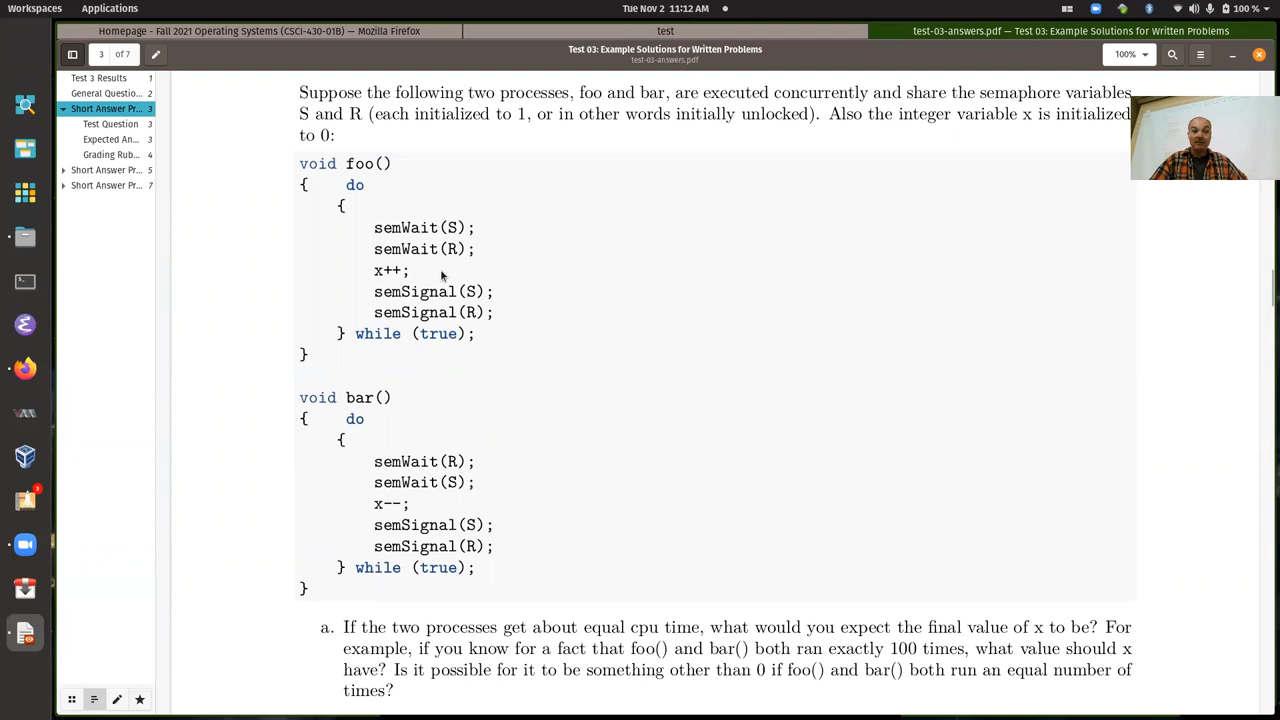 Workspaces Applications Tue Nov 2 11:12 AM 100 %
Homepage - Fall 2021 Operating Systems (CSCI-430-01B) — Mozilla Firefox test test-03-answers.pdf — Test 03: Example Solutions for Written Problems
3 of 7 Test 03: Example Solutions for Written Problems 100%
test-03-answers.pdf
Test 3 Results 1
General Questio... 2
Short Answer Pr... 3
Test Question 3
Expected An... 3
Grading Rub... 4
Short Answer Pr... 5
Short Answer Pr... 7
Suppose the following two processes, foo and bar, are executed concurrently and share the semaphore variables
S and R (each initialized to 1, or in other words initially unlocked). Also the integer variable x is initialized
to 0:
void foo()
{ do
{
semWait(S);
semWait(R);
x++;
semSignal(S);
semSignal(R);
} while (true);
}
void bar()
{ do
{
semWait(R);
semWait(S);
x--;
semSignal(S);
semSignal(R);
} while (true);
}
a. If the two processes get about equal cpu time, what would you expect the final value of x to be? For
example, if you know for a fact that foo() and bar() both ran exactly 100 times, what value should x
have? Is it possible for it to be something other than 0 if foo() and bar() both run an equal number of
times?
3